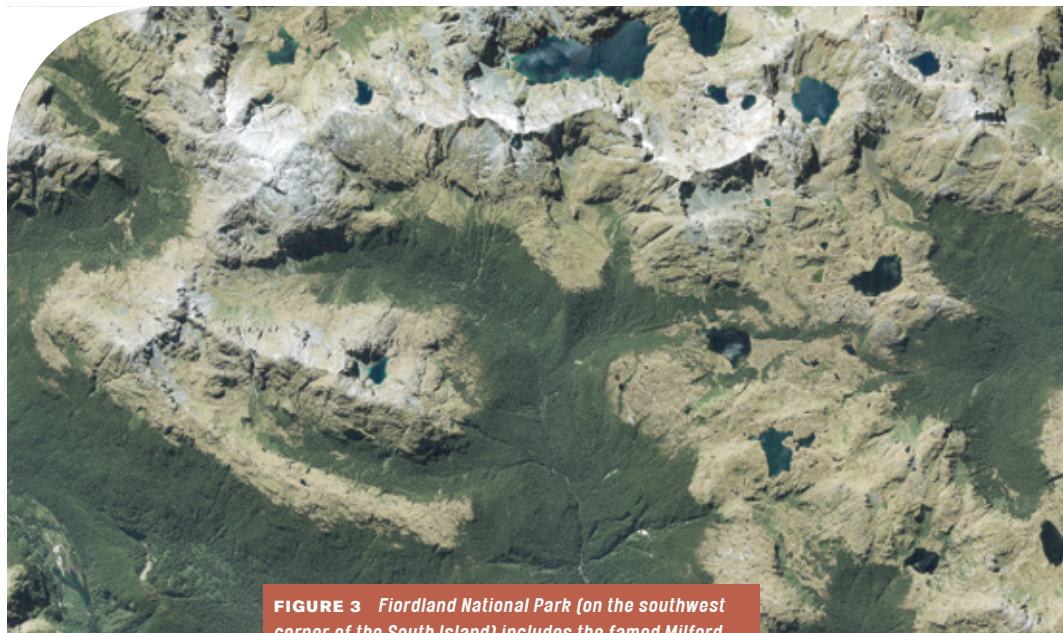 FIGURE 3 Fiordland National Park (on the southwest
corner of the South Island) includes the famed Milford